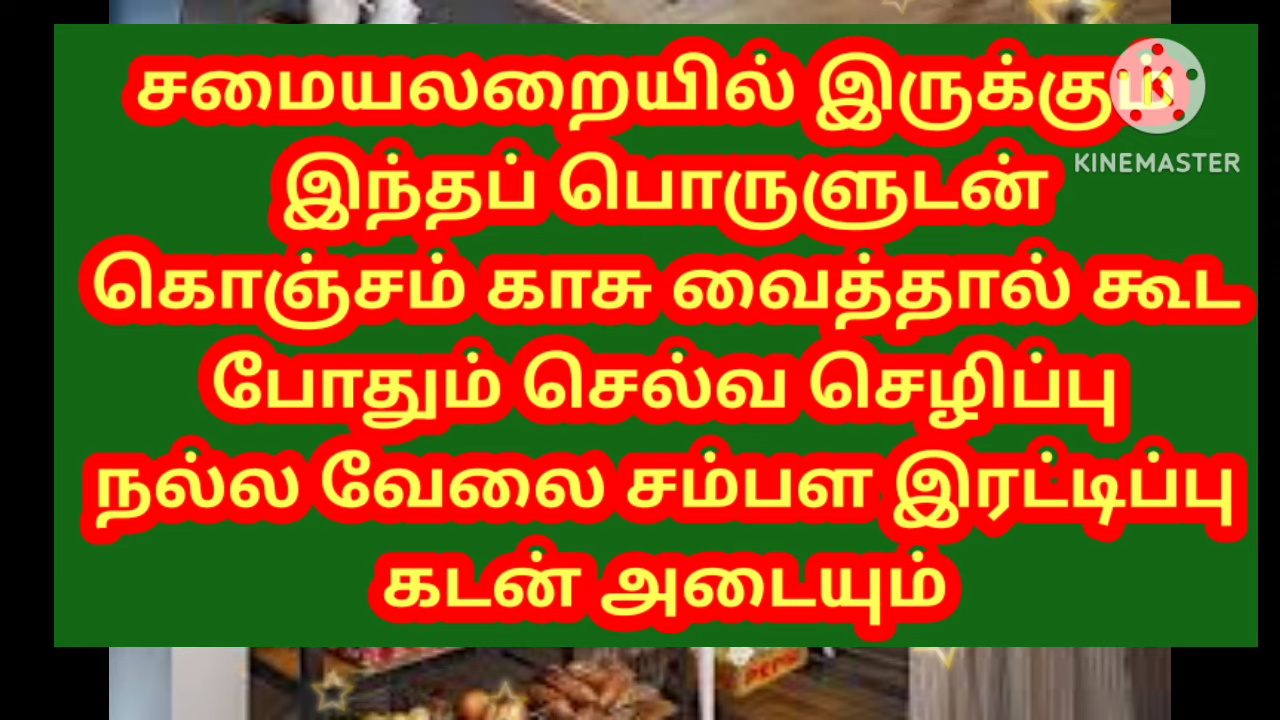 சமையலறையில் இருக்கும்
இந்தப் பொருளுடன்
கொஞ்சம் காசு வைத்தால் கூட
போதும் செல்வ செழிப்பு
நல்ல வேலை சம்பள இரட்டிப்பு
கடன் அடையும்
KINEMASTER